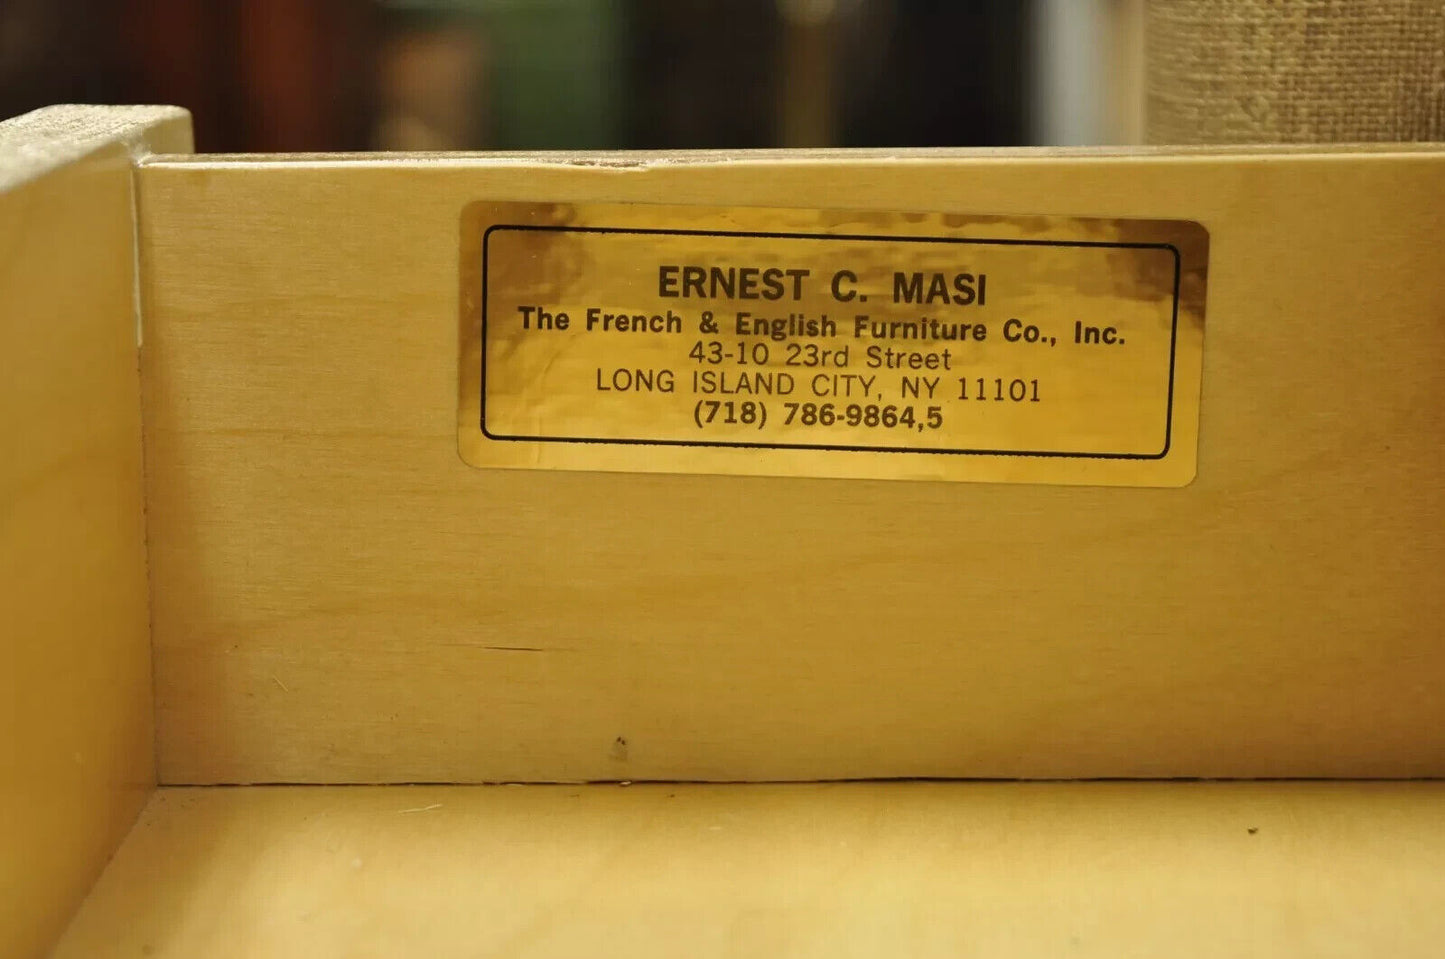 ERNEST C. MASI
The French & English Furniture Co., Inc.
43-10 23rd Street
LONG ISLAND CITY, NY 11101
(718) 786-9864,5